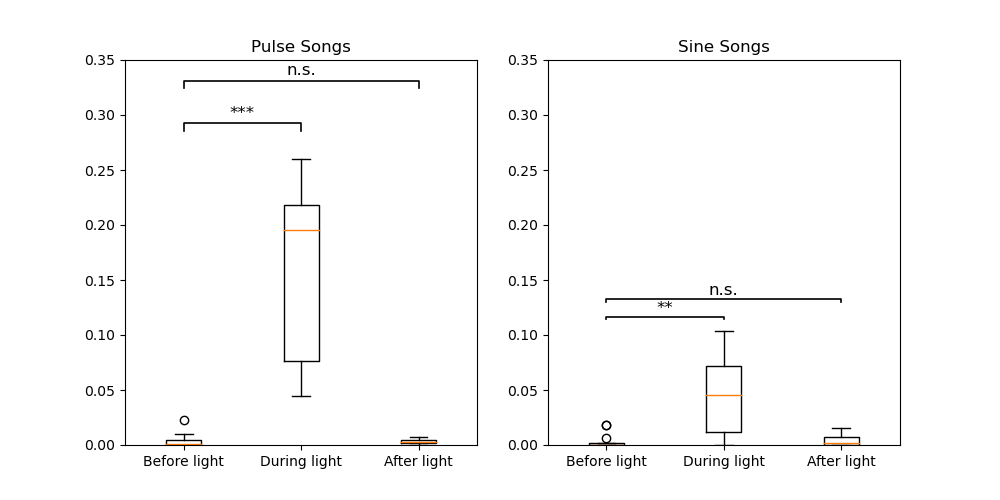 Pulse Songs
0.35
0.30
0.25
0.20
0.15
0.10
0.05
0.00
n.s.
***
Before light
During light
After light
Sine Songs
0.35
0.30
0.25
0.20
0.15
0.10
0.05
0.00
n.s.
**
Before light
During light
After light